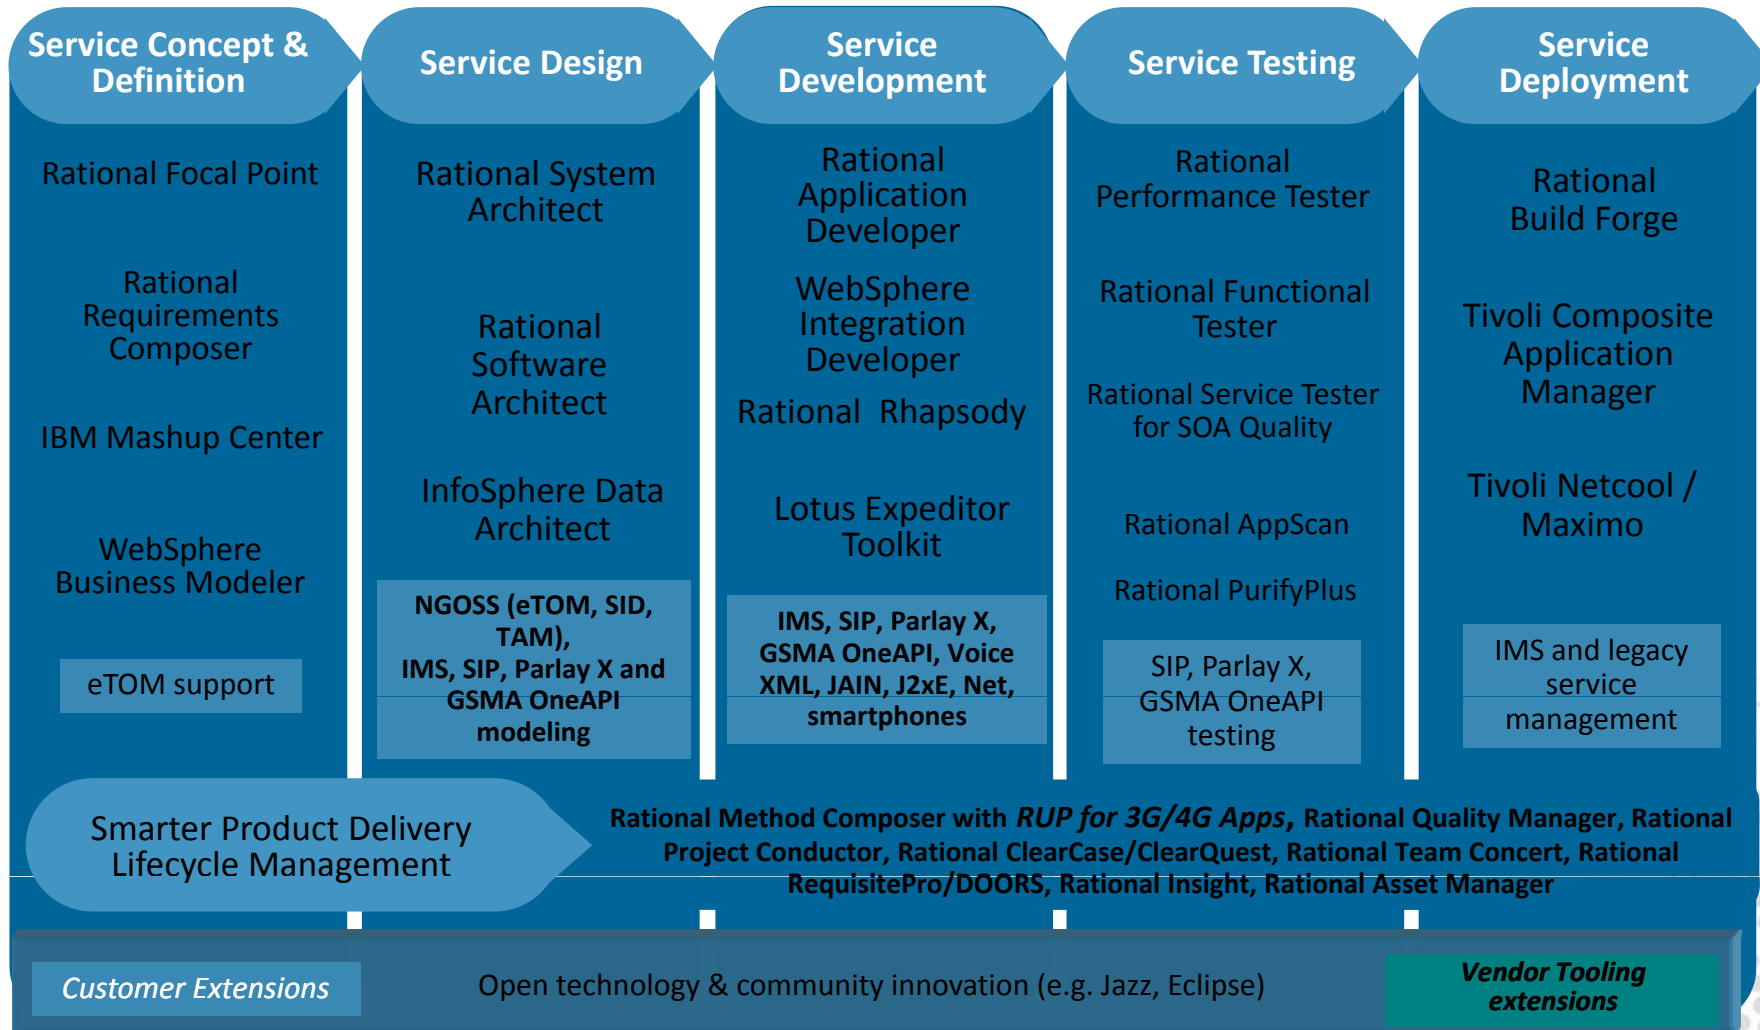 Service Concept &
Definition
Service Design
Service
Development
Service Testing
Service
Deployment
Rational Focal Point
Rational
Requirements
Composer
IBM Mashup Center
WebSphere
Business Modeler
eTOM support
Rational System
Architect
Rational
Software
Architect
InfoSphere Data
Architect
NGOSS (eTOM, SID,
TAM),
IMS, SIP, Parlay X and
GSMA OneAPI
modeling
Rational
Application
Developer
WebSphere
Integration
Developer
Rational Rhapsody
Lotus Expeditor
Toolkit
IMS, SIP, Parlay X,
GSMA OneAPI, Voice
XML, JAIN, J2xE, Net,
smartphones
Rational
Performance Tester
Rational Functional
Tester
Rational Service Tester
for SOA Quality
Rational AppScan
Rational PurifyPlus
SIP, Parlay X,
GSMA OneAPI
testing
Rational
Build Forge
Tivoli Composite
Application
Manager
Tivoli Netcool /
Maximo
IMS and legacy
service
management
Smarter Product Delivery
Lifecycle Management
Rational Method Composer with RUP for 3G/4G Apps, Rational Quality Manager, Rational
Project Conductor, Rational ClearCase/ClearQuest, Rational Team Concert, Rational
RequisitePro/DOORS, Rational Insight, Rational Asset Manager
Customer Extensions
Open technology & community innovation (e.g. Jazz, Eclipse)
Vendor Tooling
extensions